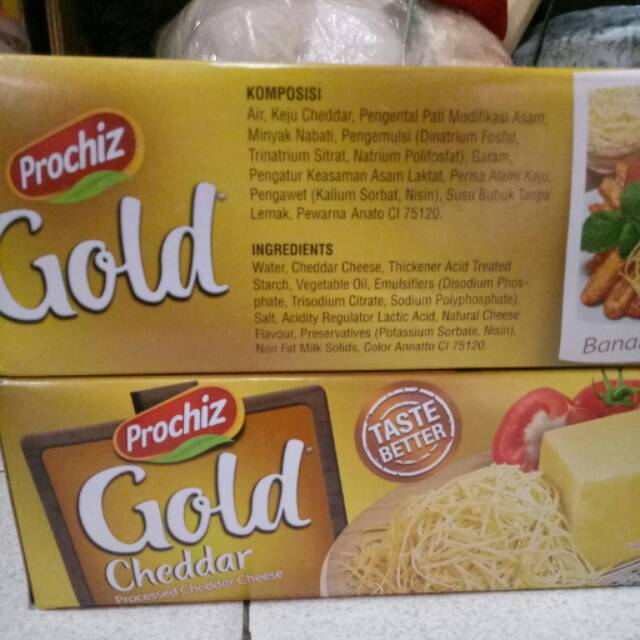 Prochiz
Gold
KOMPOSISI
Air, Keju Cheddar, Pengental Pati Modifikasi Asam,
Minyak Nabati, Pengemulsi (Dinatrium Fosfat,
Trinatrium Sitrat, Natrium Polifosfat), Garam,
Pengatur Keasaman Asam Laktat, Perisa Alami Keju,
Pengawet (Kalium Sorbat, Nisin), Susu Bubuk Tanpa
Lemak, Pewarna Anato CI 75120.
INGREDIENTS
Water, Cheddar Cheese, Thickener Acid Treated
Starch, Vegetable Oil, Emulsifiers (Disodium Phos-
phate, Trisodium Citrate, Sodium Polyphosphate),
Salt, Acidity Regulator Lactic Acid, Natural Cheese
Flavour, Preservatives (Potassium Sorbate, Nisin),
Non Fat Milk Solids, Color Annatto CI 75120.
Prochiz
Gold
Cheddar
Processed Cheddar Cheese
TASTE
BETTER